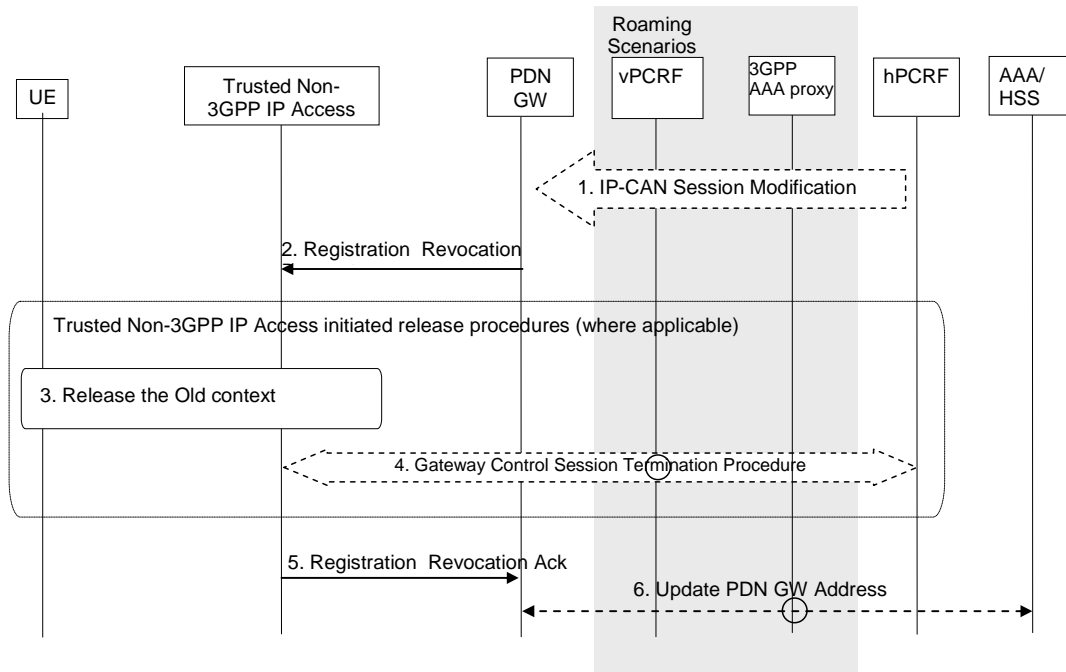 Roaming
Scenarios
UE
Trusted Non-
3GPP IP Access
PDN
GW
vPCRF
3GPP
AAA proxy
hPCRF
AAA/
HSS
1. IP-CAN Session Modification
2. Registration Revocation
Trusted Non-3GPP IP Access initiated release procedures (where applicable)
3. Release the Old context
4. Gateway Control Session Termination Procedure
5. Registration Revocation Ack
6. Update PDN GW Address